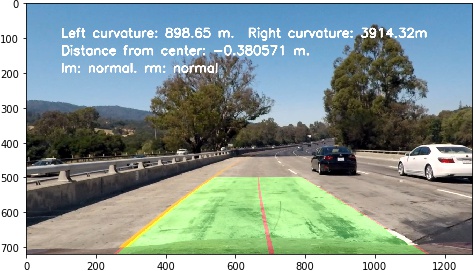 Left curvature: 898.65 m. Right curvature: 3914.32m
Distance from center: −0.380571 m.
lm: normal. rm: normal
0
100
200
300
400
500
600
700
0 200 400 600 800 1000 1200